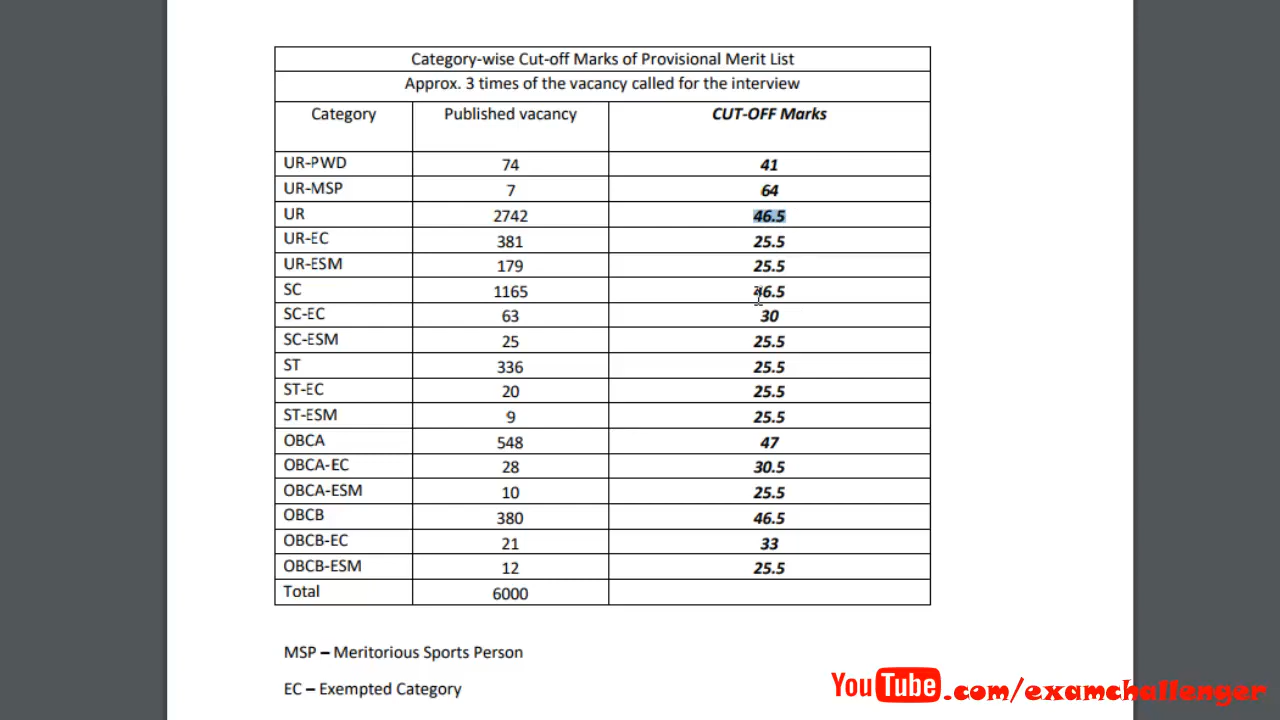 Category-wise Cut-off Marks of Provisional Merit List
Approx. 3 times of the vacancy called for the interview
Category Published vacancy CUT-OFF Marks
UR-PWD 74 41
UR-MSP 7 64
UR 2742 46.5
UR-EC 381 25.5
UR-ESM 179 25.5
SC 1165 46.5
SC-EC 63 30
SC-ESM 25 25.5
ST 336 25.5
ST-EC 20 25.5
ST-ESM 9 25.5
OBCA 548 47
OBCA-EC 28 30.5
OBCA-ESM 10 25.5
OBCB 380 46.5
OBCB-EC 21 33
OBCB-ESM 12 25.5
Total 6000
MSP – Meritorious Sports Person
EC – Exempted Category
YouTube.com/examchallenger